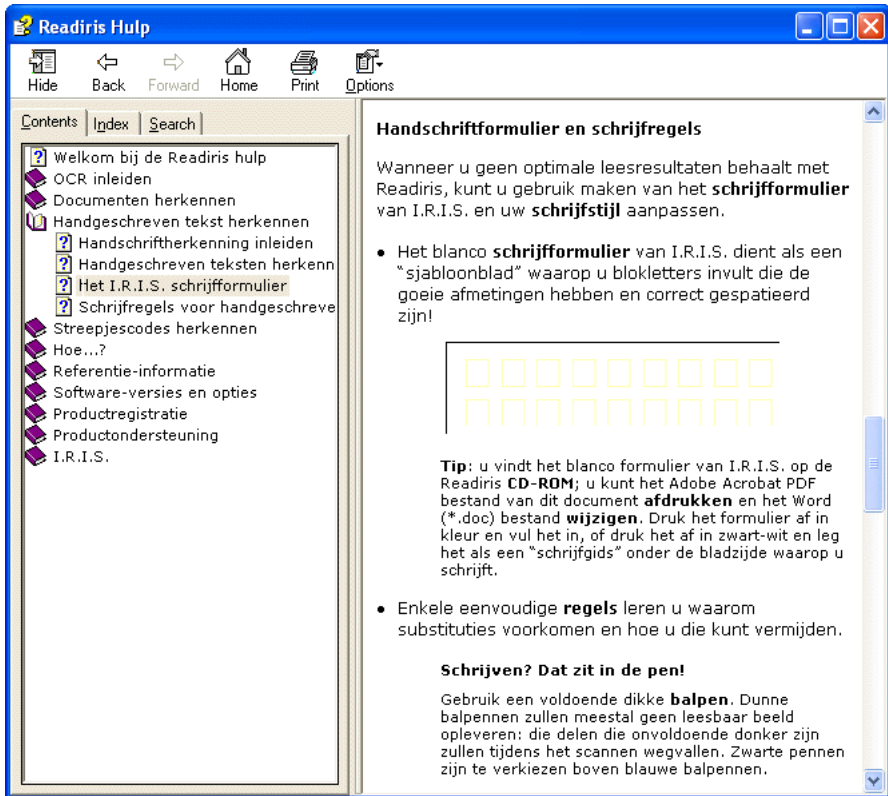 Readiris Hulp
Hide Back Forward Home Print Options
Contents Index Search
Welkom bij de Readiris hulp
OCR inleiden
Documenten herkennen
Handgeschreven tekst herkennen
Handschriftherkenning inleiden
Handgeschreven teksten herkenn
Het I.R.I.S. schrijfformulier
Schrijfregels voor handgeschreve
Streepjescodes herkennen
Hoe...?
Referentie-informatie
Software-versies en opties
Productregistratie
Productondersteuning
I.R.I.S.
Handschriftformulier en schrijfregels
Wanneer u geen optimale leesresultaten behaalt met
Readiris, kunt u gebruik maken van het schrijfformulier
van I.R.I.S. en uw schrijfstijl aanpassen.
• Het blanco schrijfformulier van I.R.I.S. dient als een
“sjabloonblad” waarop u blokletters invult die de
goeie afmetingen hebben en correct gespatieerd
zijn!
Tip: u vindt het blanco formulier van I.R.I.S. op de
Readiris CD-ROM; u kunt het Adobe Acrobat PDF
bestand van dit document afdrukken en het Word
(*.doc) bestand wijzigen. Druk het formulier af in
kleur en vul het in, of druk het af in zwart-wit en leg
het als een “schrijfgids” onder de bladzijde waarop u
schrift.
• Enkele eenvoudige regels leren u waarom
substituties voorkomen en hoe u die kunt vermijden.
Schrijven? Dat zit in de pen!
Gebruik een voldoende dikke balpen. Dunne
balpennen zullen meestal geen leesbaar beeld
opleveren: die delen die onvoldoende donker zijn
zullen tijdens het scannen wegvallen. Zwarte pennen
zijn te verkiezen boven blauwe balpennen.